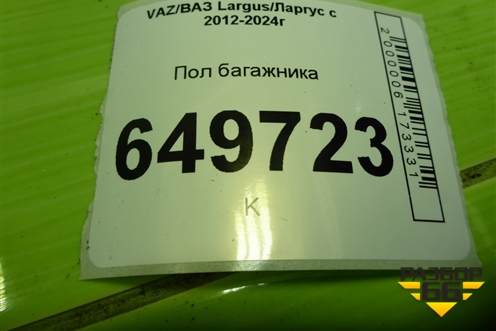 VAZ/ВАЗ Largus/Ларгус с
2012-2024г
Пол багажника
649723
К
2000006173331
РАЗБОР
66